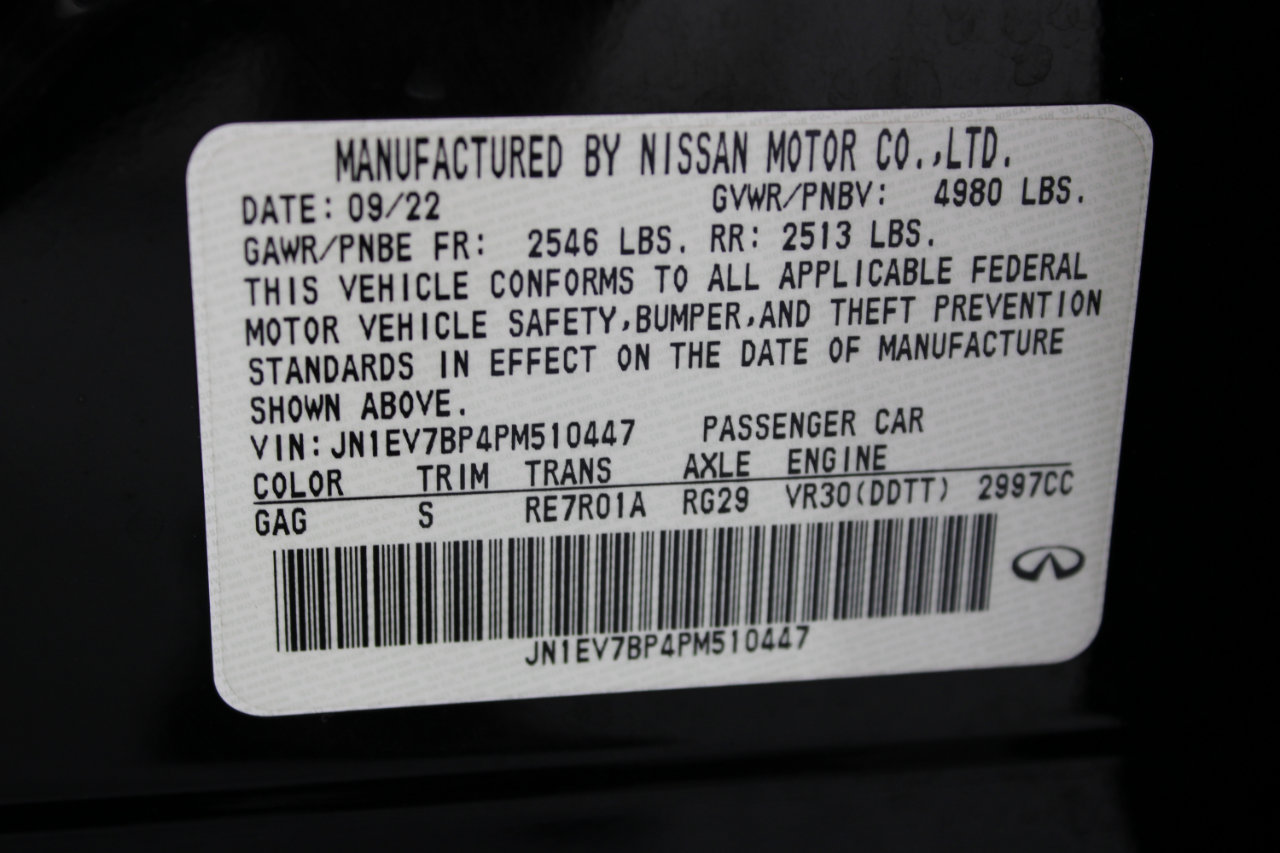 MANUFACTURED BY NISSAN MOTOR CO.,LTD.
DATE: 09/22 GVWR/PNBV: 4980 LBS.
GAWR/PNBE FR: 2546 LBS. RR: 2513 LBS.
THIS VEHICLE CONFORMS TO ALL APPLICABLE FEDERAL
MOTOR VEHICLE SAFETY,BUMPER,AND THEFT PREVENTION
STANDARDS IN EFFECT ON THE DATE OF MANUFACTURE
SHOWN ABOVE.
VIN:JN1EV7BP4PM510447 PASSENGER CAR
COLOR TRIM TRANS AXLE ENGINE
GAG S RE7R01A RG29 VR30(DDTT) 2997CC
JN1EV7BP4PM510447